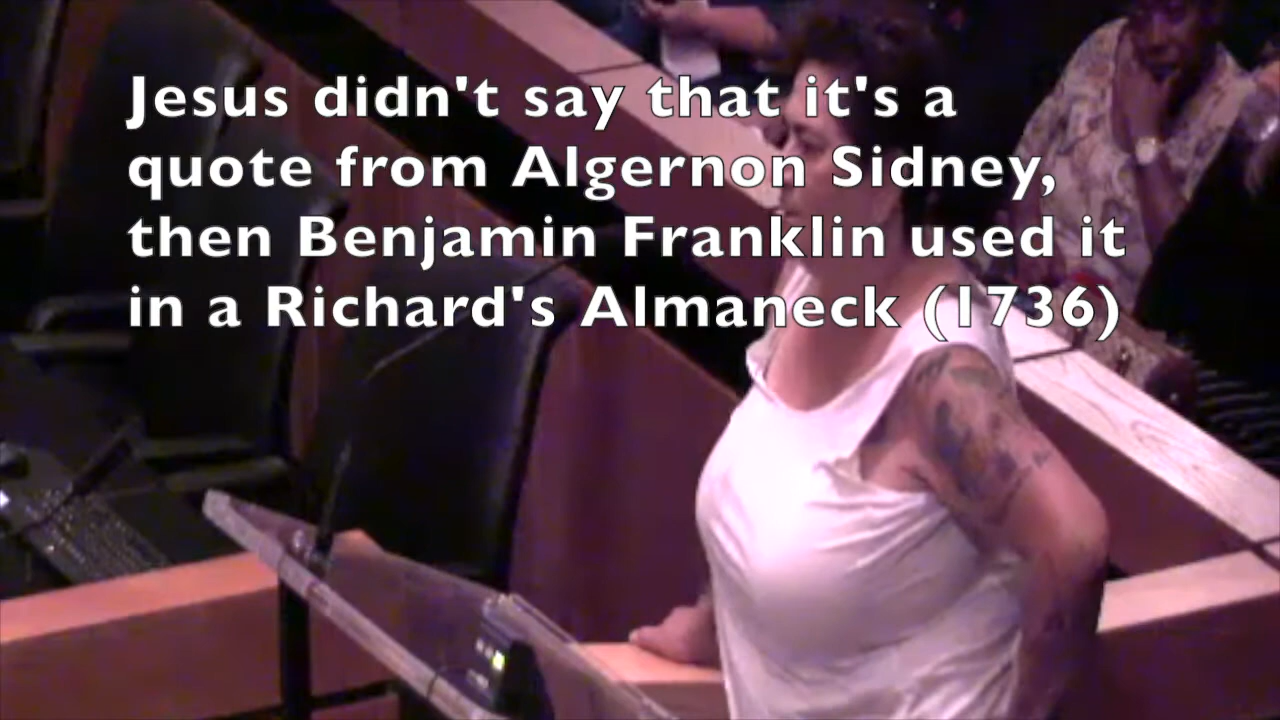 Jesus didn't say that it's a
quote from Algernon Sidney,
then Benjamin Franklin used it
in a Richard's Almaneck (1736)